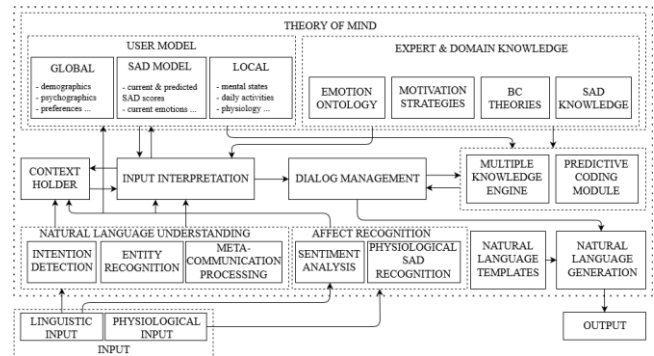 THEORY OF MIND
USER MODEL
GLOBAL
- demographics
- psychographics
- preferences ...
SAD MODEL
- current & predicted
SAD scores
- current emotions ...
LOCAL
- mental states
- daily activities
- physiology ...
EXPERT & DOMAIN KNOWLEDGE
EMOTION
ONTOLOGY
MOTIVATION
STRATEGIES
BC
THEORIES
SAD
KNOWLEDGE
CONTEXT
HOLDER
INPUT INTERPRETATION
DIALOG MANAGEMENT
MULTIPLE
KNOWLEDGE
ENGINE
PREDICTIVE
CODING
MODULE
NATURAL LANGUAGE UNDERSTANDING
INTENTION
DETECTION
ENTITY
RECOGNITION
META-
COMMUNICATION
PROCESSING
AFFECT RECOGNITION
SENTIMENT
ANALYSIS
PHYSIOLOGICAL
SAD
RECOGNITION
NATURAL
LANGUAGE
TEMPLATES
NATURAL
LANGUAGE
GENERATION
LINGUISTIC
INPUT
PHYSIOLOGICAL
INPUT
INPUT
OUTPUT